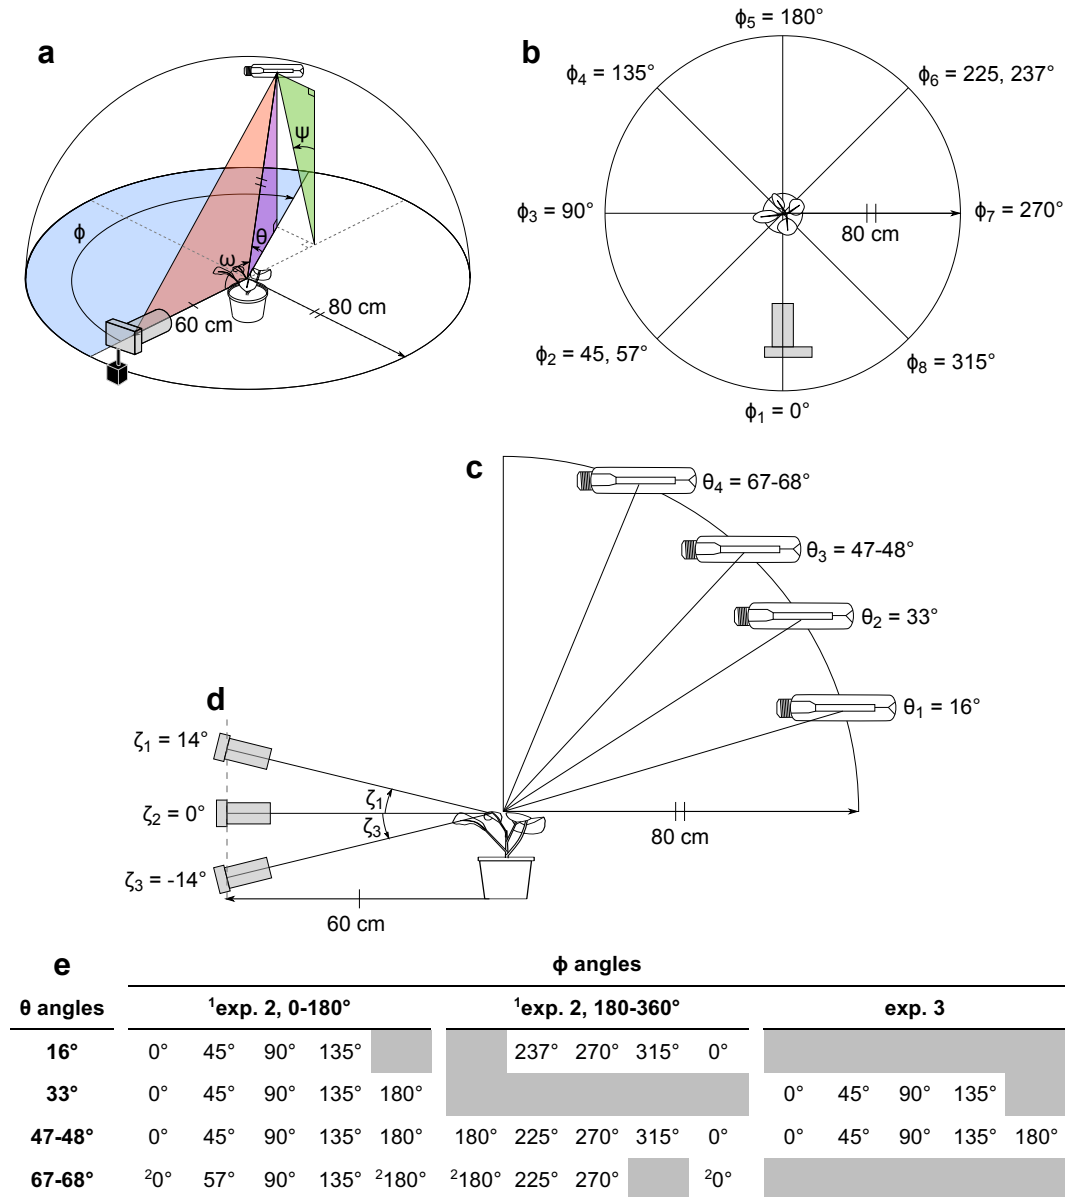 a
ψ
ϕ
θ
ω
60 cm
80 cm
b
ϕ5 = 180°
ϕ4 = 135°
ϕ6 = 225, 237°
ϕ3 = 90°
ϕ7 = 270°
80 cm
ϕ2 = 45, 57°
ϕ8 = 315°
ϕ1 = 0°
c
θ4 = 67-68°
θ3 = 47-48°
θ2 = 33°
θ1 = 16°
80 cm
d
ζ1 = 14°
ζ1
ζ2 = 0°
ζ3
ζ3 = -14°
60 cm
e
ϕ angles
θ angles 1exp. 2, 0-180° 1exp. 2, 180-360° exp. 3
16° 0° 45° 90° 135° 237° 270° 315° 0°
33° 0° 45° 90° 135° 180° 0° 45° 90° 135°
47-48° 0° 45° 90° 135° 180° 180° 225° 270° 315° 0° 0° 45° 90° 135° 180°
67-68° 20° 57° 90° 135° 2180° 2180° 225° 270° 20°